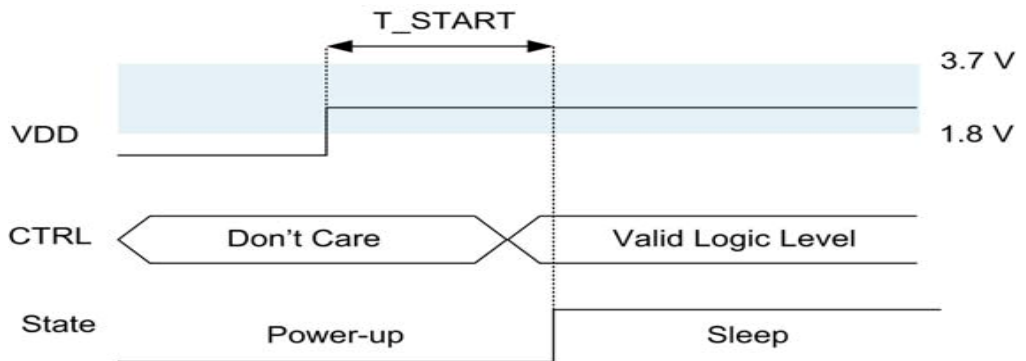 T_START
3.7 V
VDD
1.8 V
CTRL
Don't Care
Valid Logic Level
State
Power-up
Sleep